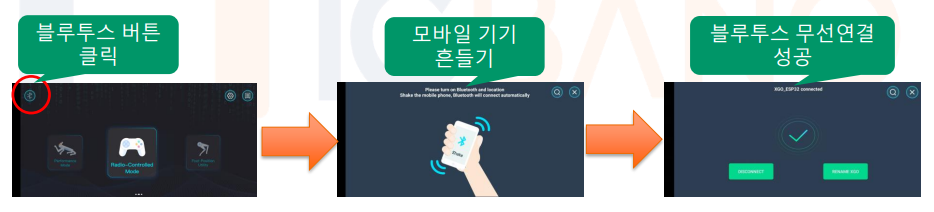 블루투스 버튼
클릭
모바일 기기
흔들기
블루투스 무선연결
성공
Radio-Controlled
Mode
Please turn on Bluetooth and location
Shake the mobile phone, Bluetooth will connect automatically
Shake
XGO_ESP32 connected
DISCONNECT
RENAME XGO